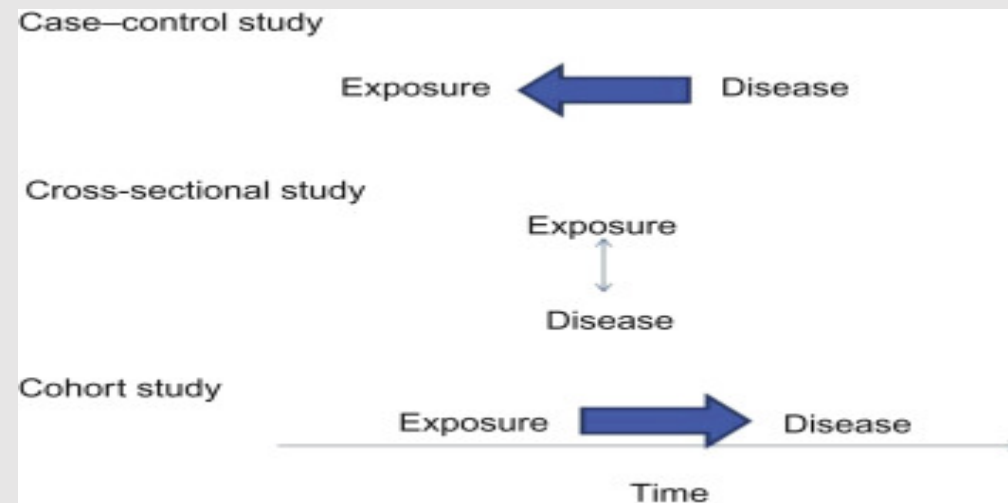 Case–control study
Exposure Disease
Cross-sectional study
Exposure
Disease
Cohort study
Exposure Disease
Time